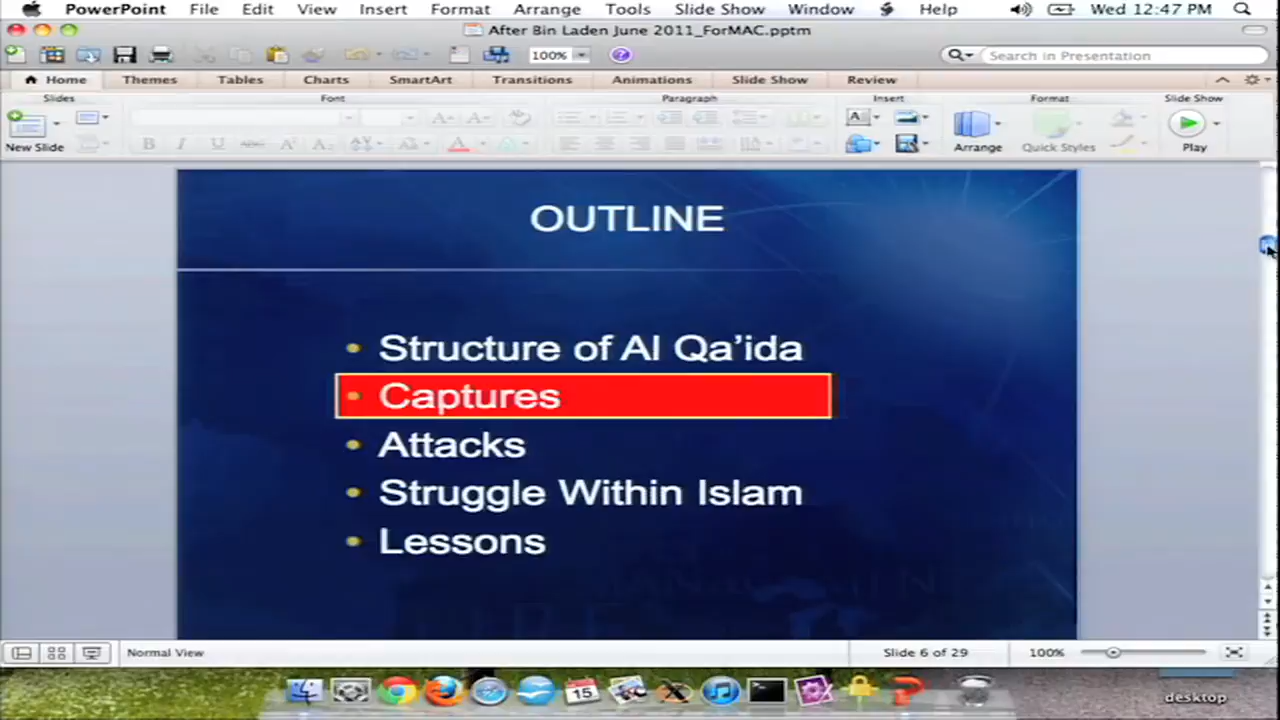 PowerPoint File Edit View Insert Format Arrange Tools Slide Show Window Help Wed 12:47 PM
After Bin Laden June 2011_ForMAC.pptm
100% Search in Presentation
Home Themes Tables Charts SmartArt Transitions Animations Slide Show Review
Slides Font Paragraph Insert Format Slide Show
New Slide Arrange Quick Styles Play
OUTLINE
• Structure of Al Qa’ida
• Captures
• Attacks
• Struggle Within Islam
• Lessons
Normal View Slide 6 of 29 100%
15
desktop